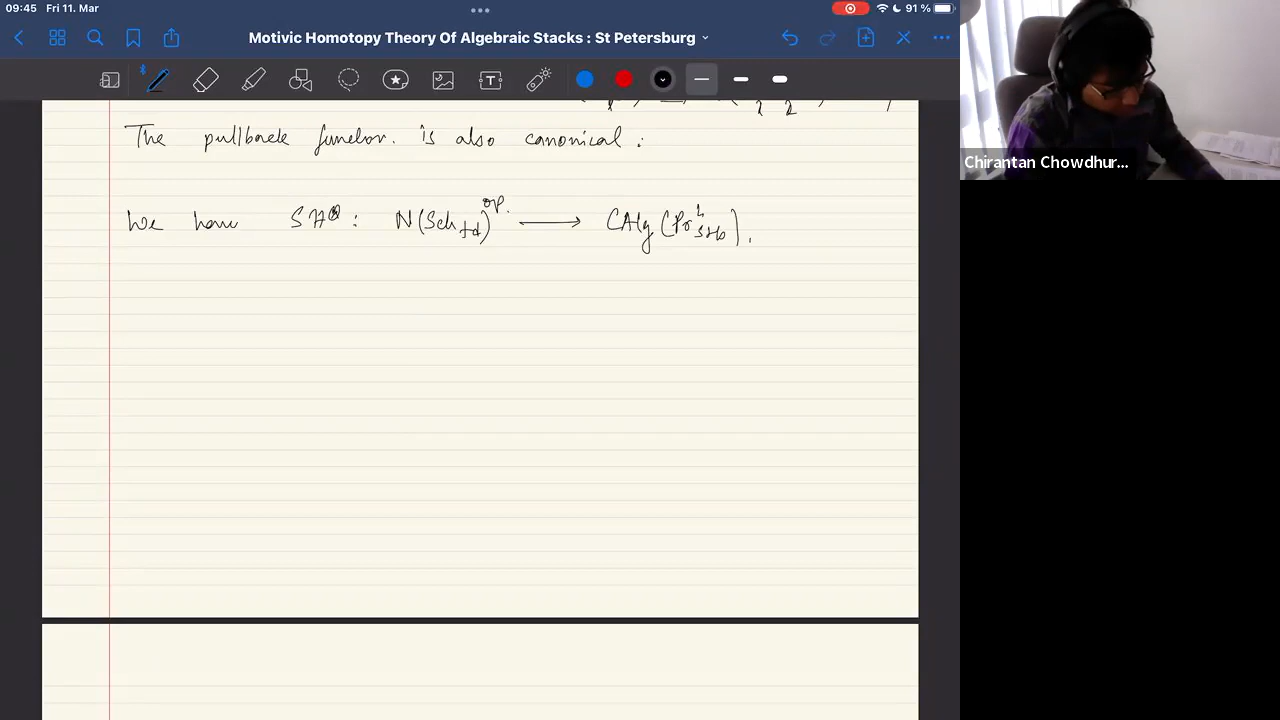 09:45 Fri 11. Mar
91 %
Motivic Homotopy Theory Of Algebraic Stacks : St Petersburg
The pullback functor. is also canonical :
We have SH^⊗ : N(Sch_fd)^op. ⟶ CAlg(Pr^L_stb).
Chirantan Chowdhur...